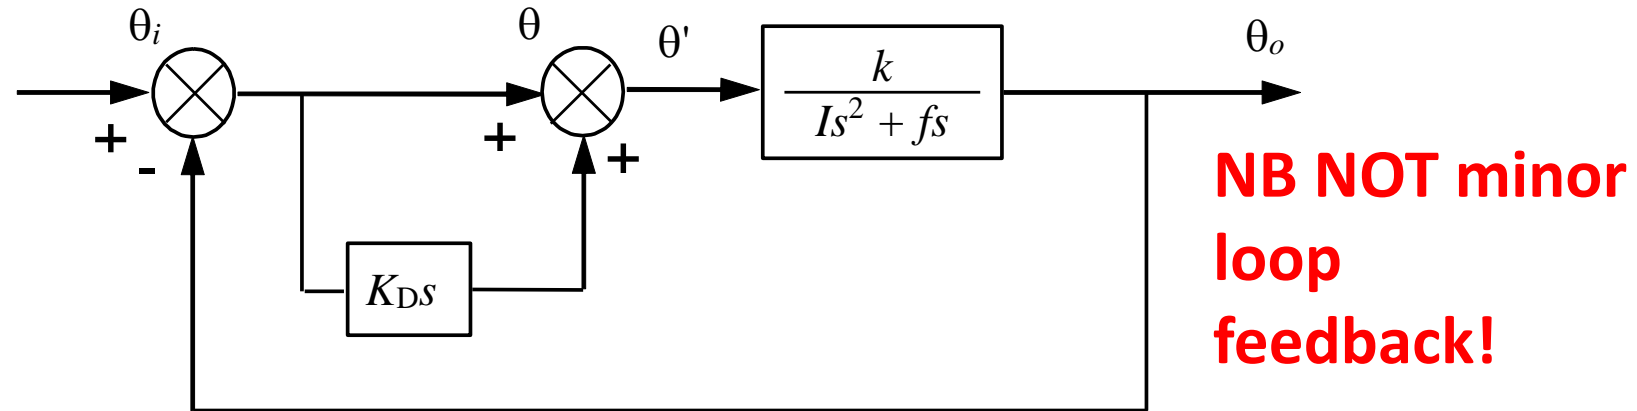 θi
θ
θ'
k
Is² + fs
θo
+
-
+
+
KDs
NB NOT minor
loop
feedback!